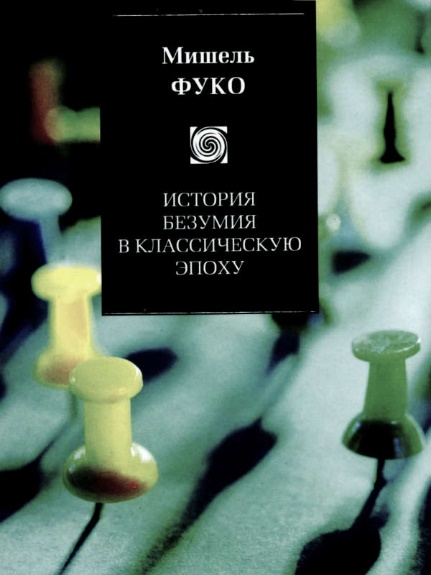 Мишель
ФУКО
ИСТОРИЯ
БЕЗУМИЯ
В КЛАССИЧЕСКУЮ
ЭПОХУ